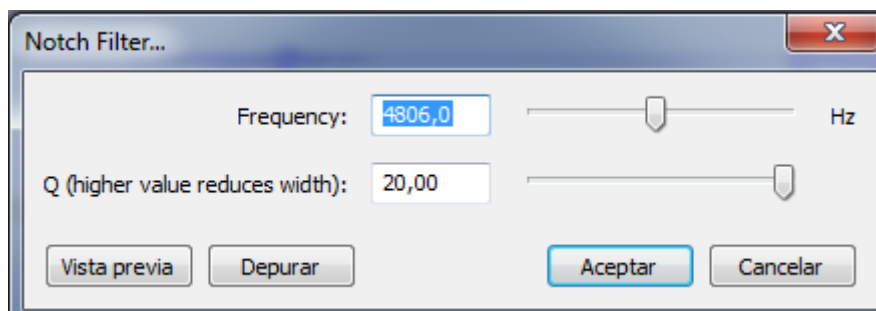 Notch Filter...
Frequency: 4806,0 Hz
Q (higher value reduces width): 20,00
Vista previa Depurar Aceptar Cancelar